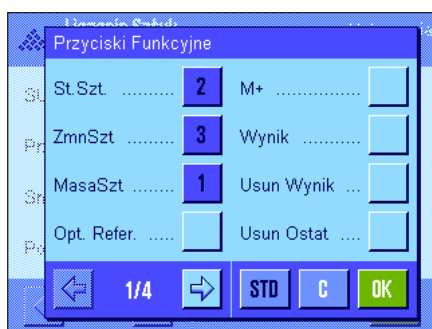 Przyciski Funkcyjne
St.Szt. ......... 2 M+ ...............
ZmnSzt .......... 3 Wynik ...........
MasaSzt ........ 1 Usun Wynik ...
Opt. Refer. ..... Usun Ostat ....
1/4 STD C OK